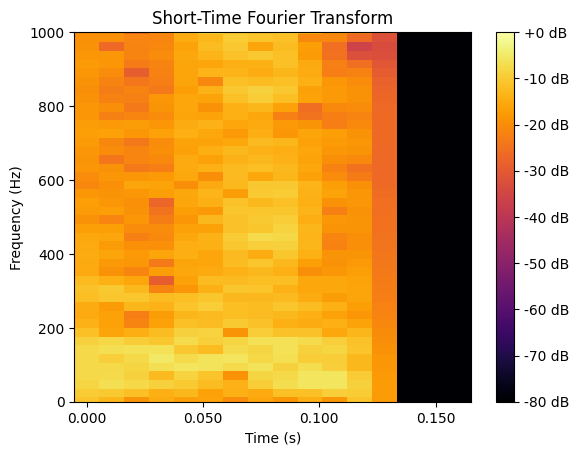 Short-Time Fourier Transform
1000
800
600
400
200
0
Frequency (Hz)
0.000
0.050
0.100
0.150
Time (s)
+0 dB
-10 dB
-20 dB
-30 dB
-40 dB
-50 dB
-60 dB
-70 dB
-80 dB